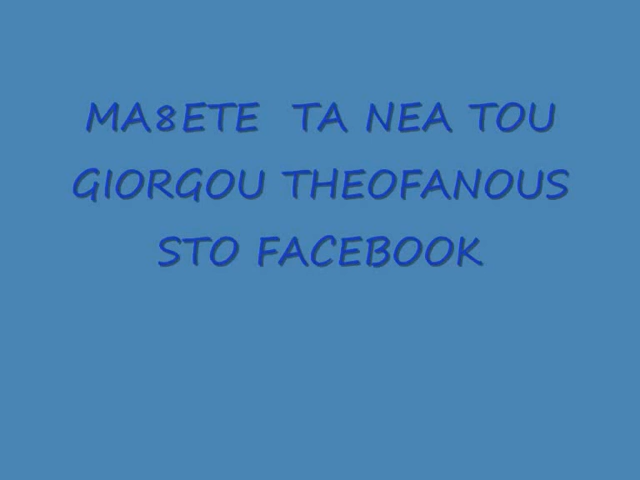 MA8ETE TA NEA TOU
GIORGOU THEOFANOUS
STO FACEBOOK